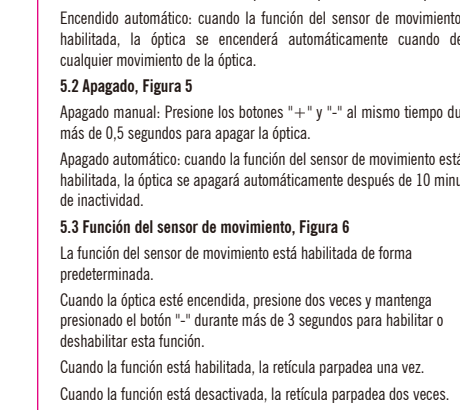 Encendido automático: cuando la función del sensor de movimiento
habilitada, la óptica se encenderá automáticamente cuando de
cualquier movimiento de la óptica.
5.2 Apagado, Figura 5
Apagado manual: Presione los botones "+" y "-" al mismo tiempo du
más de 0,5 segundos para apagar la óptica.
Apagado automático: cuando la función del sensor de movimiento está
habilitada, la óptica se apagará automáticamente después de 10 minu
de inactividad.
5.3 Función del sensor de movimiento, Figura 6
La función del sensor de movimiento está habilitada de forma
predeterminada.
Cuando la óptica esté encendida, presione dos veces y mantenga
presionado el botón "-" durante más de 3 segundos para habilitar o
deshabilitar esta función.
Cuando la función está habilitada, la retícula parpadea una vez.
Cuando la función está desactivada, la retícula parpadea dos veces.